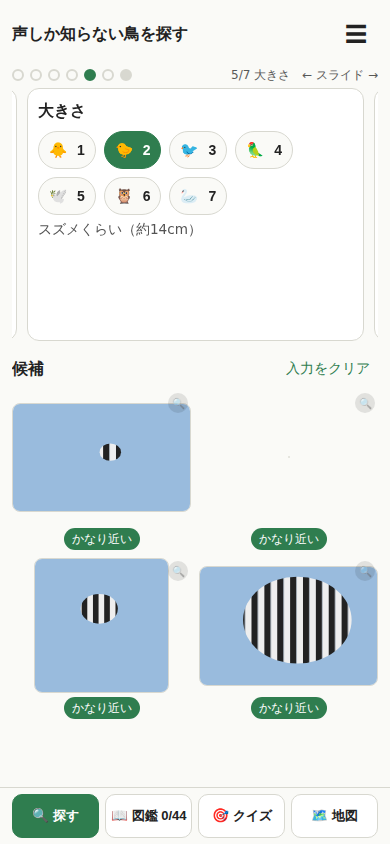 声しか知らない鳥を探す
5/7 大きさ ← スライド →
大きさ
1 2 3 4
5 6 7
スズメくらい（約14cm）
候補 入力をクリア
かなり近い かなり近い
かなり近い かなり近い
探す 図鑑 0/44 クイズ 地図